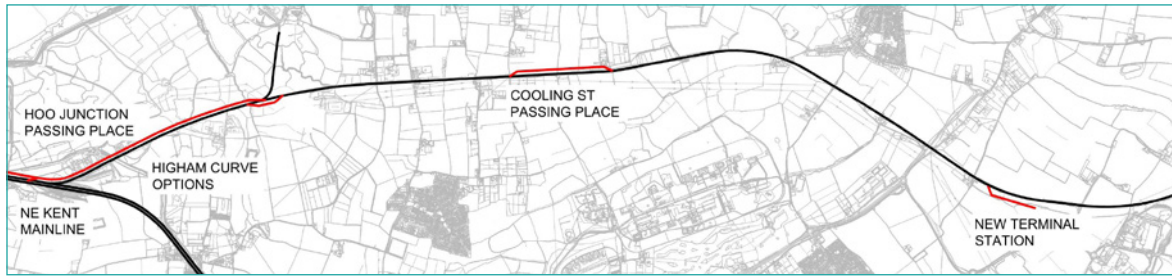 HOO JUNCTION
PASSING PLACE
HIGHAM CURVE
OPTIONS
NE KENT
MAINLINE
COOLING ST
PASSING PLACE
NEW TERMINAL
STATION